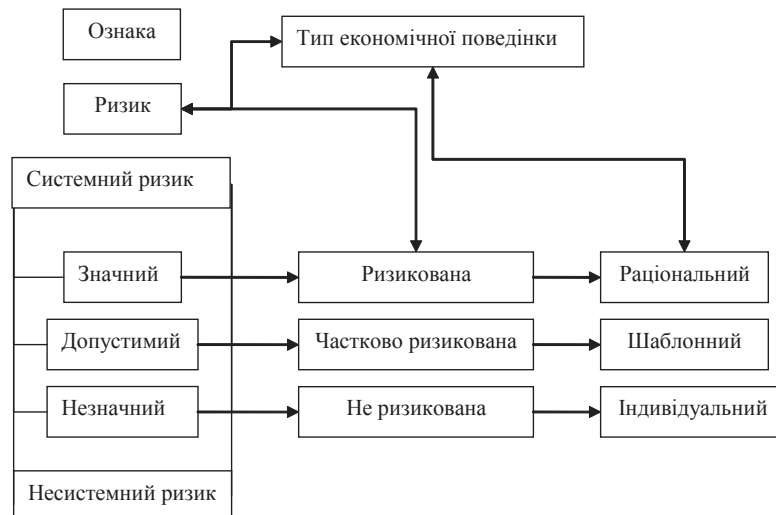 Ознака
Тип економічної поведінки
Ризик
Системний ризик
Значний
Ризикована
Раціональний
Допустимий
Частково ризикована
Шаблонний
Незначний
Не ризикована
Індивідуальний
Несистемний ризик